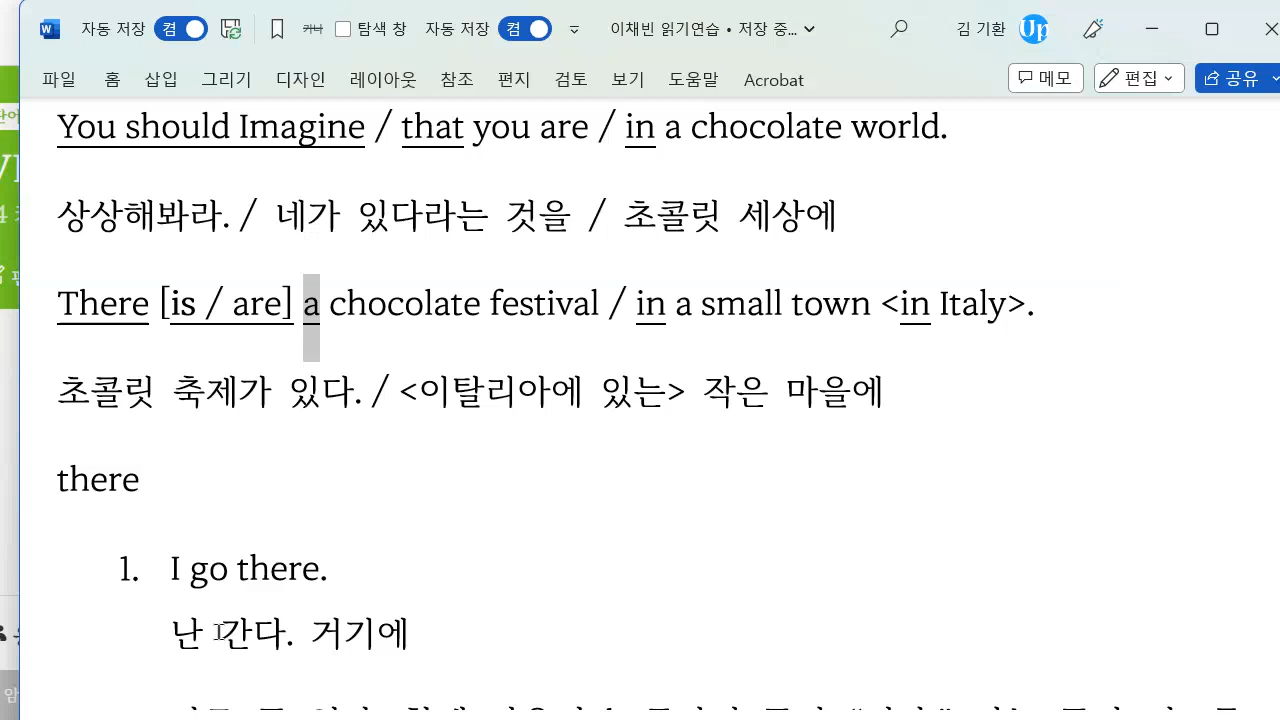 자동 저장 켬 캐나 탐색 창 자동 저장 켬 이채빈 읽기연습 • 저장 중... 김 기환 Up
파일 홈 삽입 그리기 디자인 레이아웃 참조 편지 검토 보기 도움말 Acrobat 메모 편집 공유
You should Imagine / that you are / in a chocolate world.
상상해봐라. / 네가 있다라는 것을 / 초콜릿 세상에
There [is / are] a chocolate festival / in a small town <in Italy>.
초콜릿 축제가 있다. / <이탈리아에 있는> 작은 마을에
there
1. I go there.
난 간다. 거기에